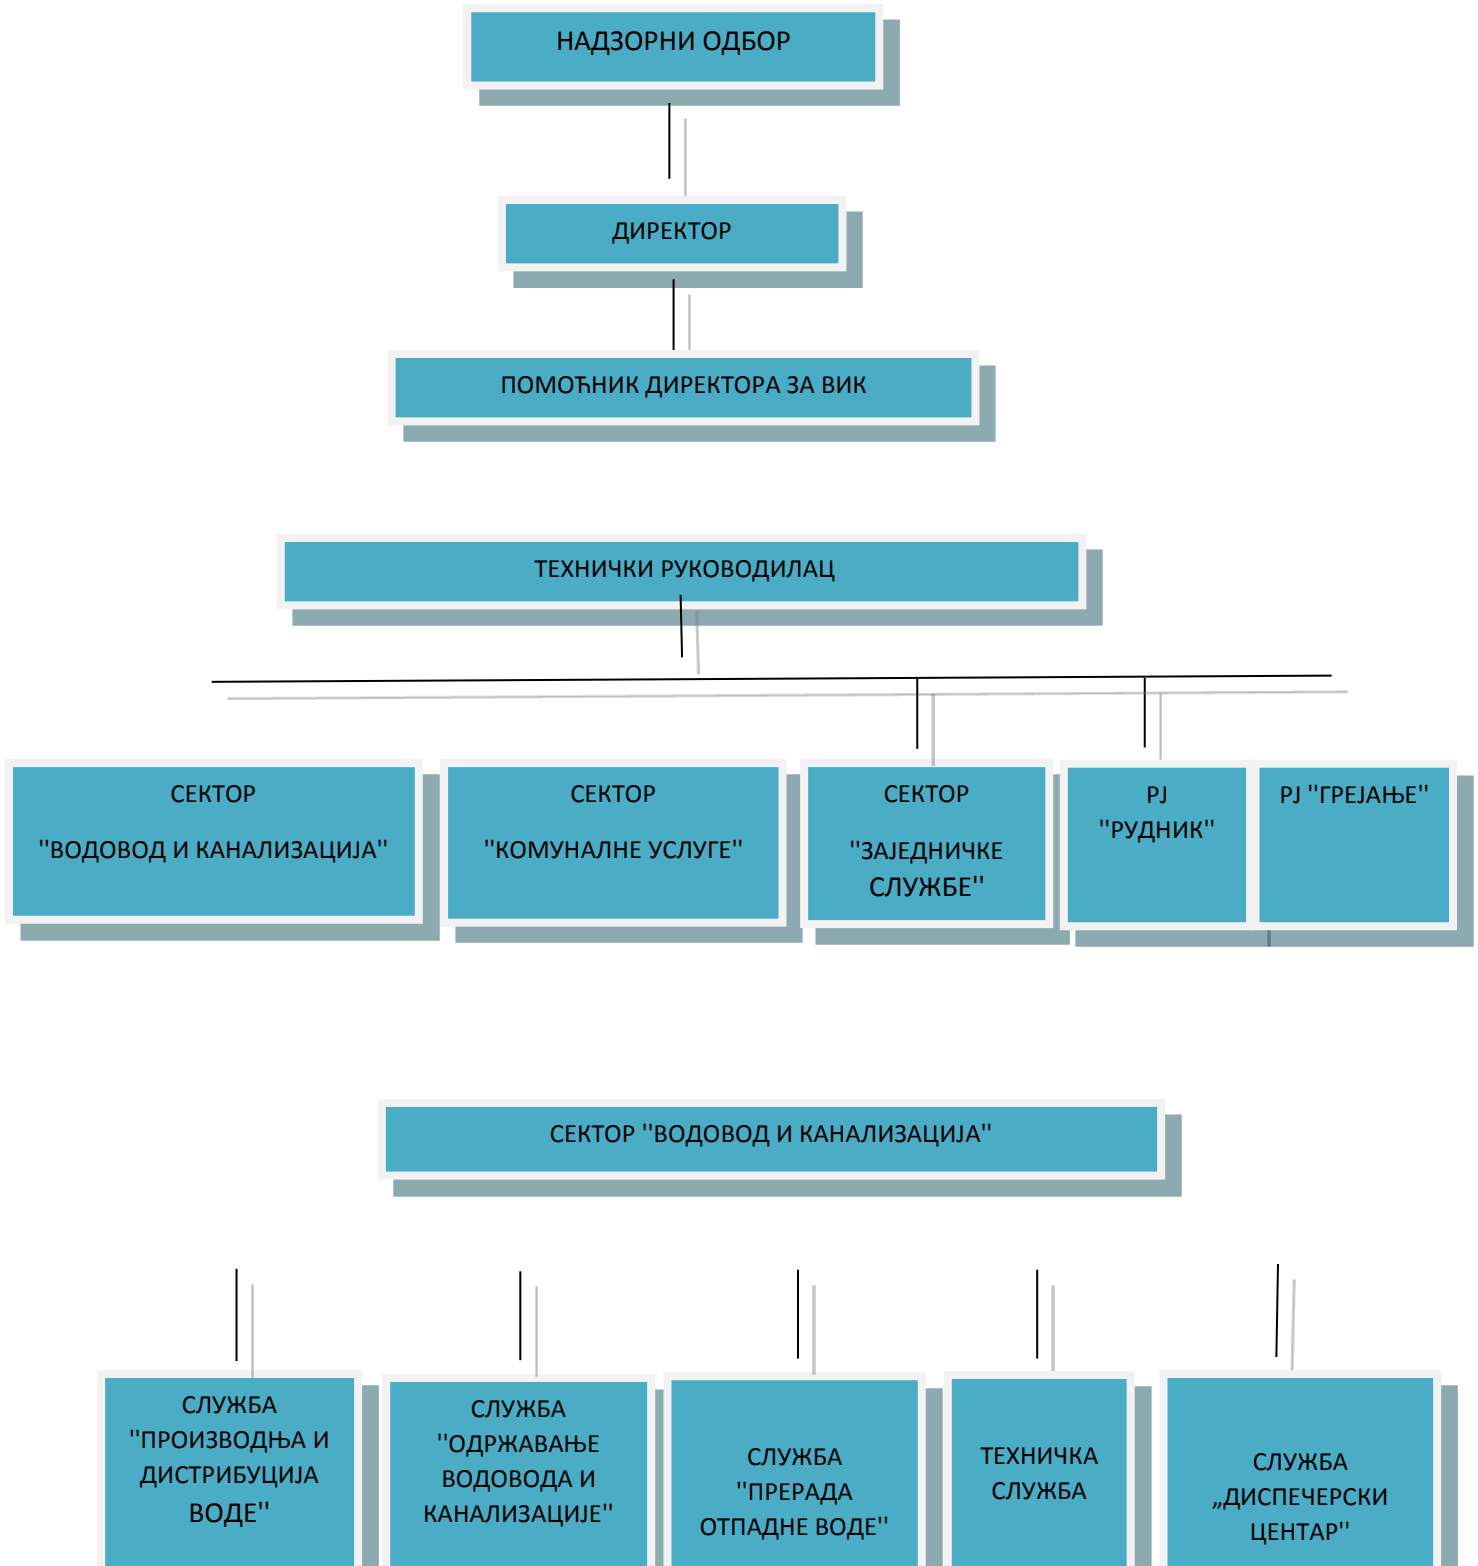 НАДЗОРНИ ОДБОР
ДИРЕКТОР
ПОМОЋНИК ДИРЕКТОРА ЗА ВИК
ТЕХНИЧКИ РУКОВОДИЛАЦ
СЕКТОР
"ВОДОВОД И КАНАЛИЗАЦИЈА"
СЕКТОР
"КОМУНАЛНЕ УСЛУГЕ"
СЕКТОР
"ЗАЈЕДНИЧКЕ
СЛУЖБЕ"
РЈ
"РУДНИК"
РЈ "ГРЕЈАЊЕ"
СЕКТОР "ВОДОВОД И КАНАЛИЗАЦИЈА"
СЛУЖБА
"ПРОИЗВОДЊА И
ДИСТРИБУЦИЈА
ВОДЕ"
СЛУЖБА
"ОДРЖАВАЊЕ
ВОДОВОДА И
КАНАЛИЗАЦИЈЕ"
СЛУЖБА
"ПРЕРАДА
ОТПАДНЕ ВОДЕ"
ТЕХНИЧКА
СЛУЖБА
СЛУЖБА
„ДИСПЕЧЕРСКИ
ЦЕНТАР"